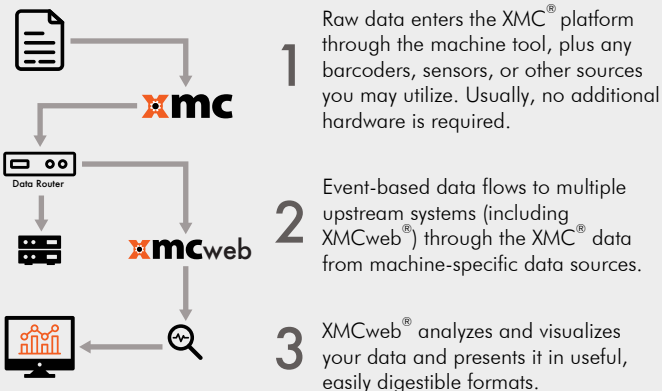 xmc
Data Router
xmcweb
1
Raw data enters the XMC® platform
through the machine tool, plus any
barcoders, sensors, or other sources
you may utilize. Usually, no additional
hardware is required.
2
Event-based data flows to multiple
upstream systems (including
XMCweb®) through the XMC® data
from machine-specific data sources.
3
XMCweb® analyzes and visualizes
your data and presents it in useful,
easily digestible formats.